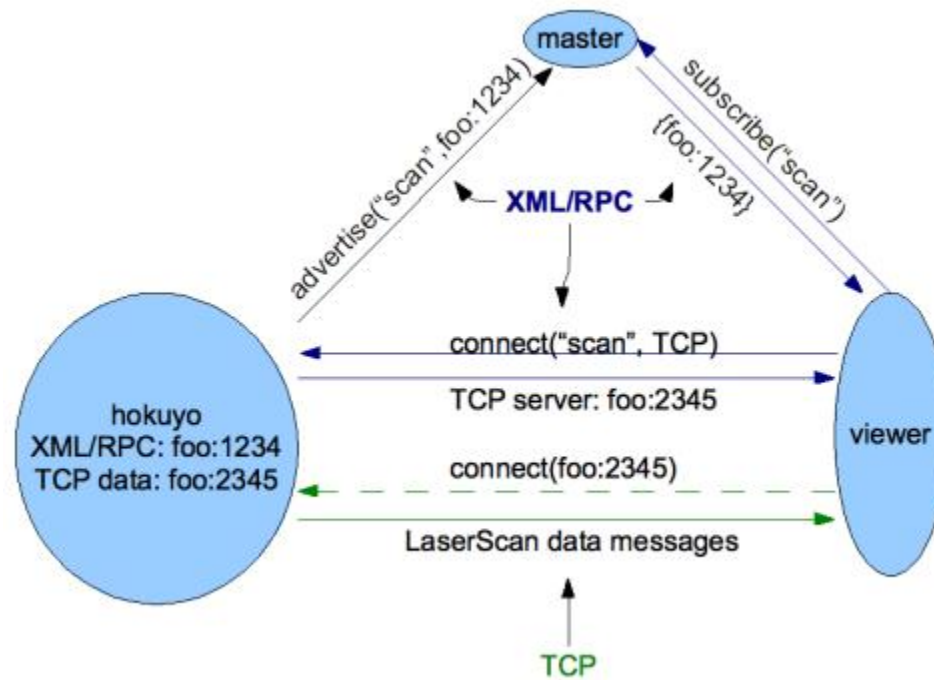 master
advertise(“scan”,foo:1234)
subscribe(“scan”)
{foo:1234}
XML/RPC
connect(“scan”, TCP)
TCP server: foo:2345
hokuyo
XML/RPC: foo:1234
TCP data: foo:2345
viewer
connect(foo:2345)
LaserScan data messages
TCP